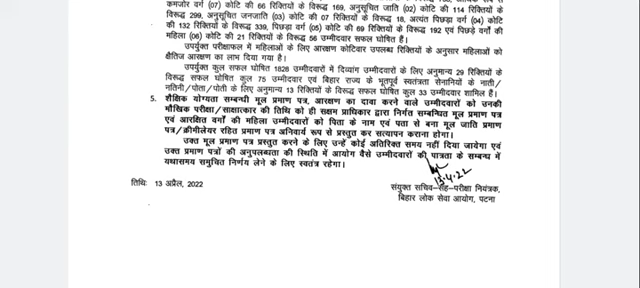 कमजोर वर्ग (07) कोटि की 66 रिक्तियों के विरूद्ध 169, अनुसूचित जाति (02) कोटि की 114 रिक्तियों के
विरूद्ध 299, अनुसूचित जनजाति (03) कोटि की 07 रिक्तियों के विरूद्ध 18, अत्यंत पिछड़ा वर्ग (04) कोटि
की 132 रिक्तियों के विरूद्ध 339, पिछड़ा वर्ग (05) कोटि की 69 रिक्तियों के विरूद्ध 192 एवं पिछड़े वर्गों की
महिला (06) कोटि की 21 रिक्तियों के विरूद्ध 56 उम्मीदवार सफल घोषित हैं।
उपर्युक्त परीक्षाफल में महिलाओं के लिए आरक्षण कोटिवार उपलब्ध रिक्तियों के अनुसार महिलाओं को
क्षैतिज आरक्षण का लाभ दिया गया है।
उपर्युक्त कुल सफल घोषित 1828 उम्मीदवारों में दिव्यांग उम्मीदवारों के लिए अनुमान्य 29 रिक्तियों के
विरूद्ध सफल घोषित कुल 75 उम्मीदवार एवं बिहार राज्य के भूतपूर्व स्वतंत्रता सेनानियों के नाती/
नतिनी/पोता/पोती के लिए अनुमान्य 13 रिक्तियों के विरूद्ध सफल घोषित कुल 33 उम्मीदवार शामिल हैं।
5. शैक्षिक योग्यता सम्बन्धी मूल प्रमाण पत्र, आरक्षण का दावा करने वाले उम्मीदवारों को उनकी
मौखिक परीक्षा/साक्षात्कार की तिथि को ही सक्षम प्राधिकार द्वारा निर्गत सम्बन्धित मूल प्रमाण पत्र
एवं आरक्षित वर्गों की महिला उम्मीदवारों को पिता के नाम एवं पता से बना मूल जाति प्रमाण
पत्र/क्रीमीलेयर रहित प्रमाण पत्र अनिवार्य रूप से प्रस्तुत कर सत्यापन कराना होगा।
उक्त मूल प्रमाण पत्र प्रस्तुत करने के लिए उन्हें कोई अतिरिक्त समय नहीं दिया जायेगा एवं
उक्त प्रमाण पत्रों की अनुपलब्धता की स्थिति में आयोग वैसे उम्मीदवारों की पात्रता के सम्बन्ध में
यथासमय समुचित निर्णय लेने के लिए स्वतंत्र रहेगा।
13.4.22
तिथि: 13 अप्रैल, 2022
संयुक्त सचिव-सह-परीक्षा नियंत्रक,
बिहार लोक सेवा आयोग, पटना